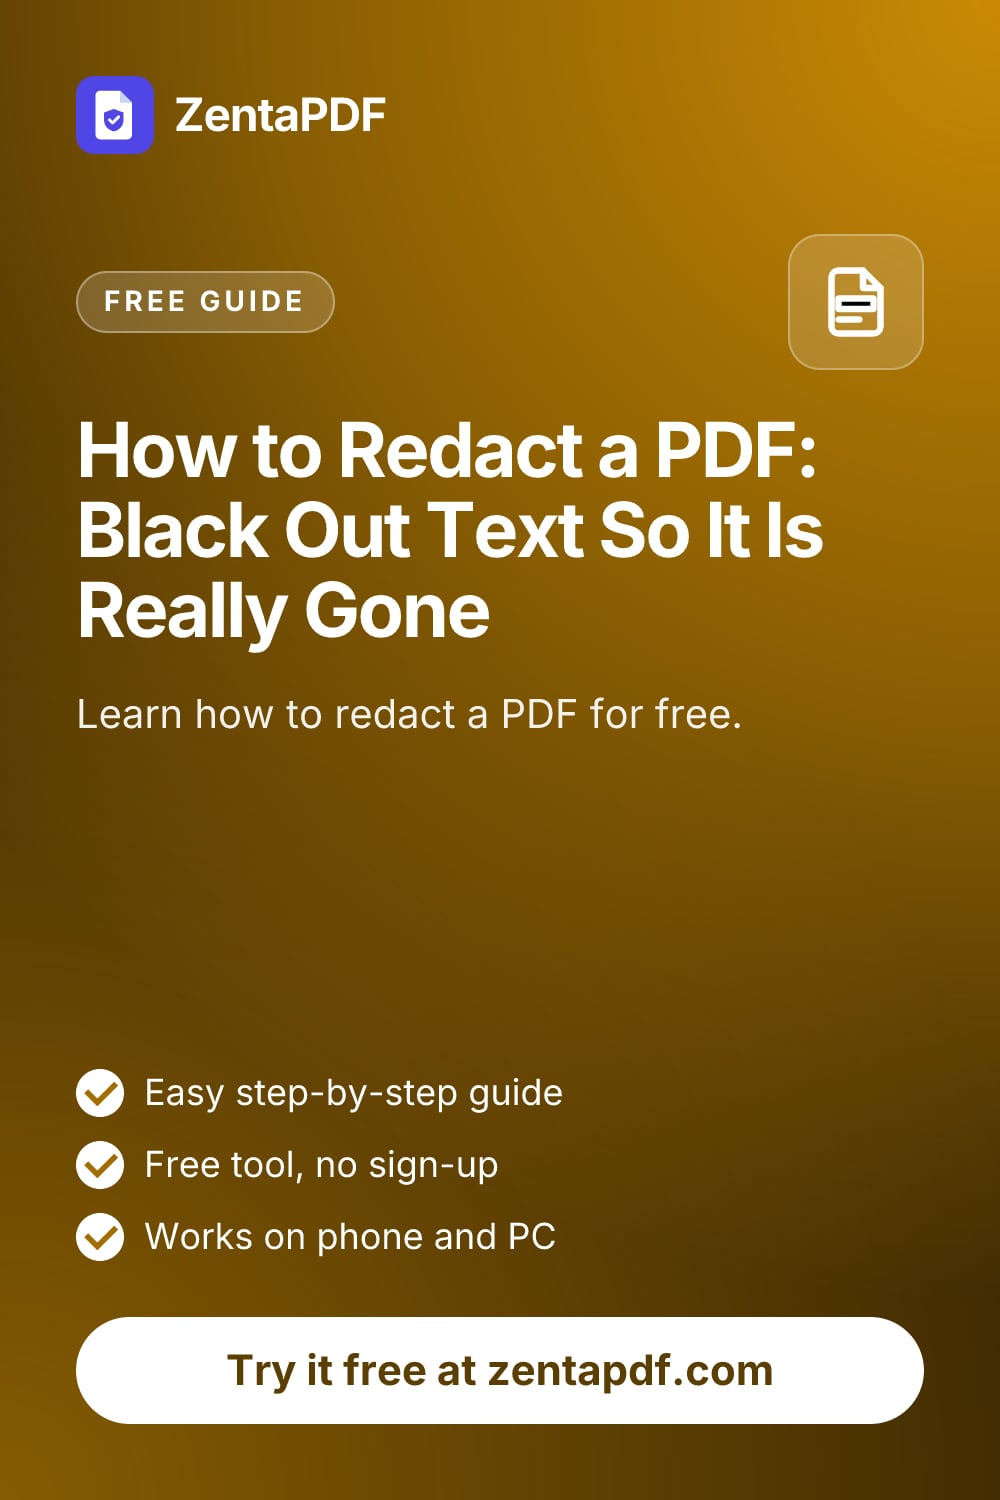 ZentaPDF
FREE GUIDE
How to Redact a PDF:
Black Out Text So It Is
Really Gone
Learn how to redact a PDF for free.
Easy step-by-step guide
Free tool, no sign-up
Works on phone and PC
Try it free at zentapdf.com